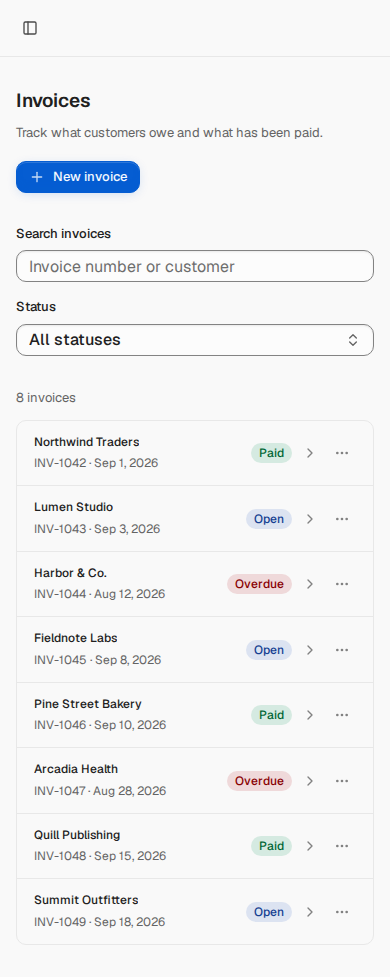 Invoices
Track what customers owe and what has been paid.
New invoice
Search invoices
Invoice number or customer
Status
All statuses
8 invoices
Northwind Traders
INV-1042 · Sep 1, 2026
Paid
Lumen Studio
INV-1043 · Sep 3, 2026
Open
Harbor & Co.
INV-1044 · Aug 12, 2026
Overdue
Fieldnote Labs
INV-1045 · Sep 8, 2026
Open
Pine Street Bakery
INV-1046 · Sep 10, 2026
Paid
Arcadia Health
INV-1047 · Aug 28, 2026
Overdue
Quill Publishing
INV-1048 · Sep 15, 2026
Paid
Summit Outfitters
INV-1049 · Sep 18, 2026
Open